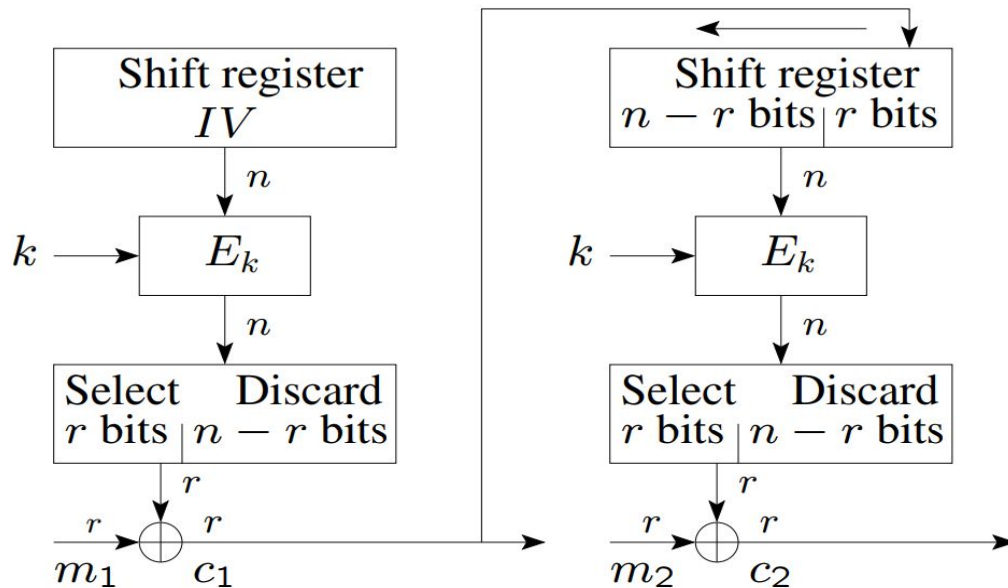 Shift register
IV
n
k
E_k
n
Select Discard
r bits n − r bits
r
r r
m_1 c_1
Shift register
n − r bits r bits
n
k
E_k
n
Select Discard
r bits n − r bits
r
r r
m_2 c_2